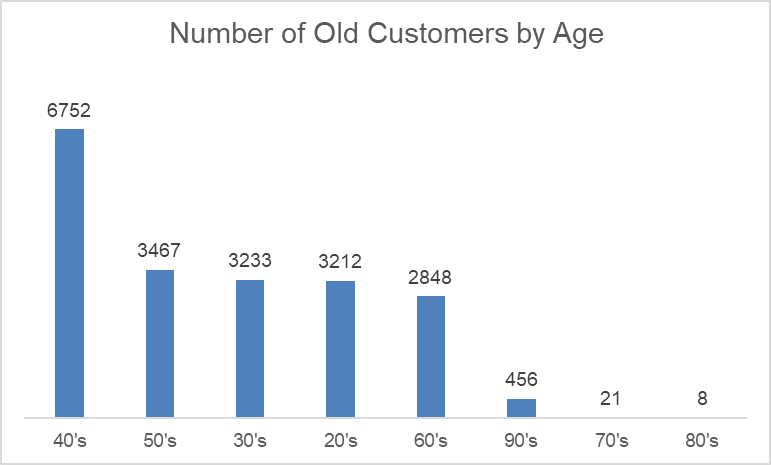 Number of Old Customers by Age
6752
3467
3233
3212
2848
456
21
8
40's
50's
30's
20's
60's
90's
70's
80's